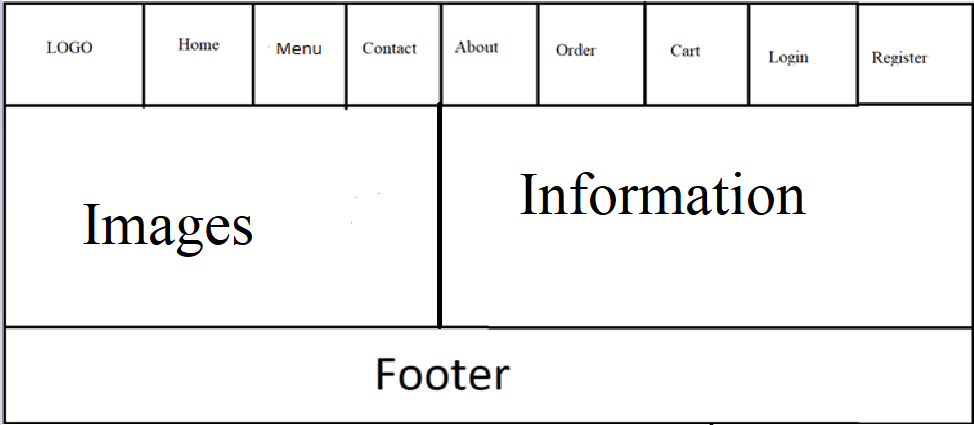 LOGO
Home
Menu
Contact
About
Order
Cart
Login
Register
Images
Information
Footer